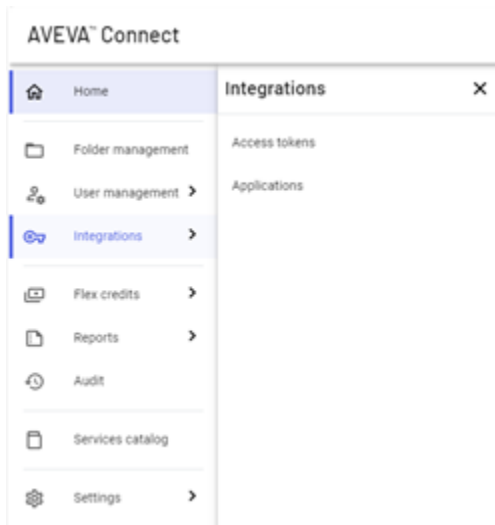 AVEVA™ Connect
Home
Folder management
User management
Integrations
Flex credits
Reports
Audit
Services catalog
Settings
Integrations
Access tokens
Applications